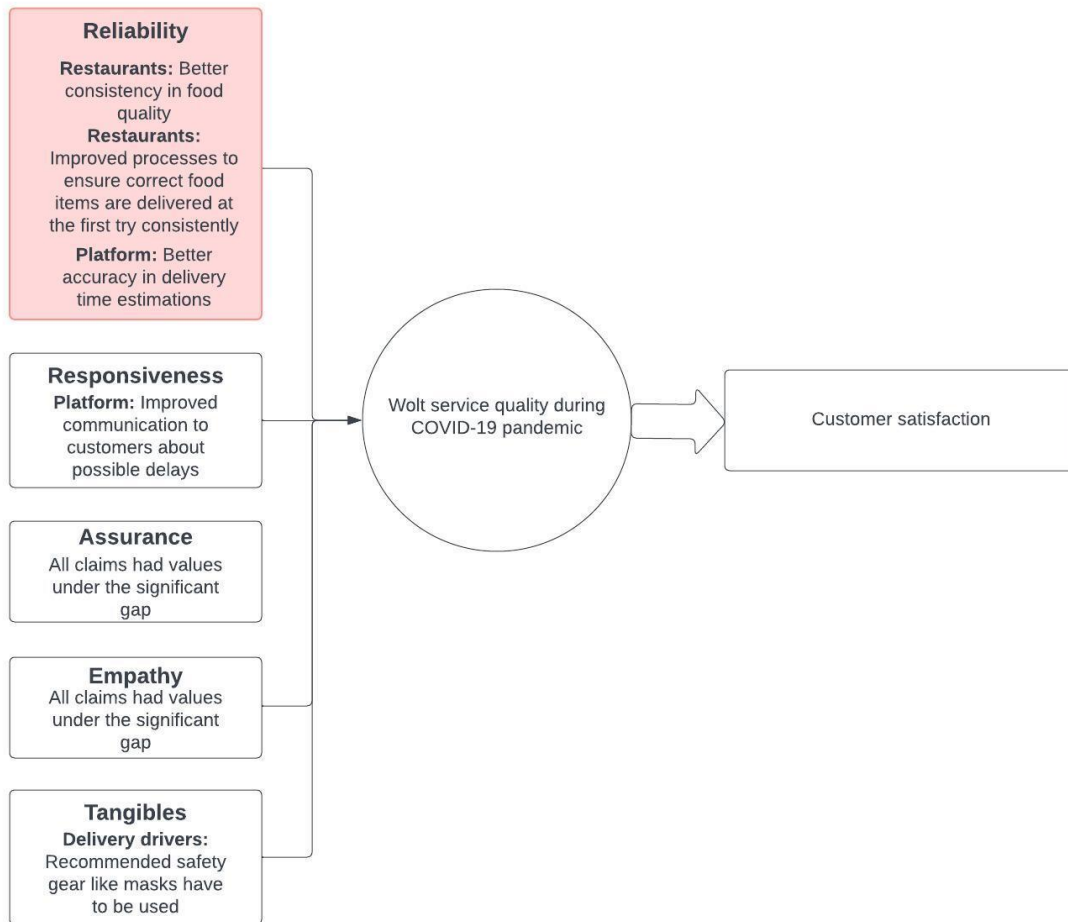 Reliability
Restaurants: Better
consistency in food
quality
Restaurants:
Improved processes to
ensure correct food
items are delivered at
the first try consistently
Platform: Better
accuracy in delivery
time estimations
Responsiveness
Platform: Improved
communication to
customers about
possible delays
Assurance
All claims had values
under the significant
gap
Empathy
All claims had values
under the significant
gap
Tangibles
Delivery drivers:
Recommended safety
gear like masks have
to be used
Wolt service quality during
COVID-19 pandemic
Customer satisfaction